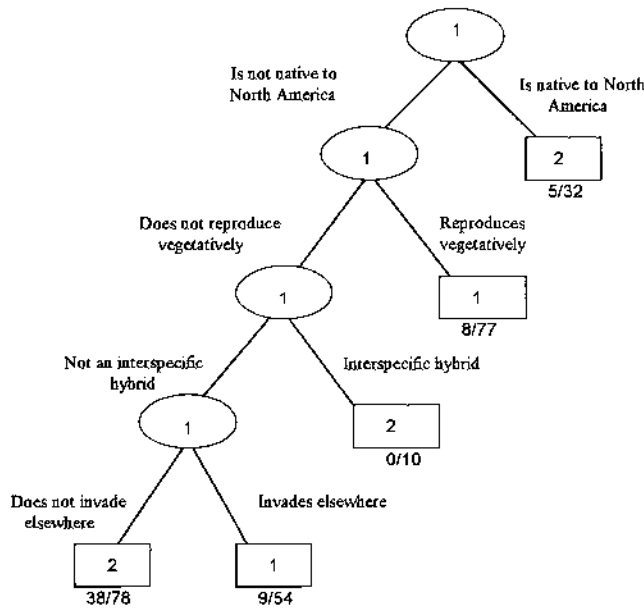 1
Is not native to
North America
Is native to North
America
1
2
5/32
Does not reproduce
vegetatively
Reproduces
vegetatively
1
1
8/77
Not an interspecific
hybrid
Interspecific hybrid
1
2
0/10
Does not invade
elsewhere
Invades elsewhere
2
1
38/78
9/54